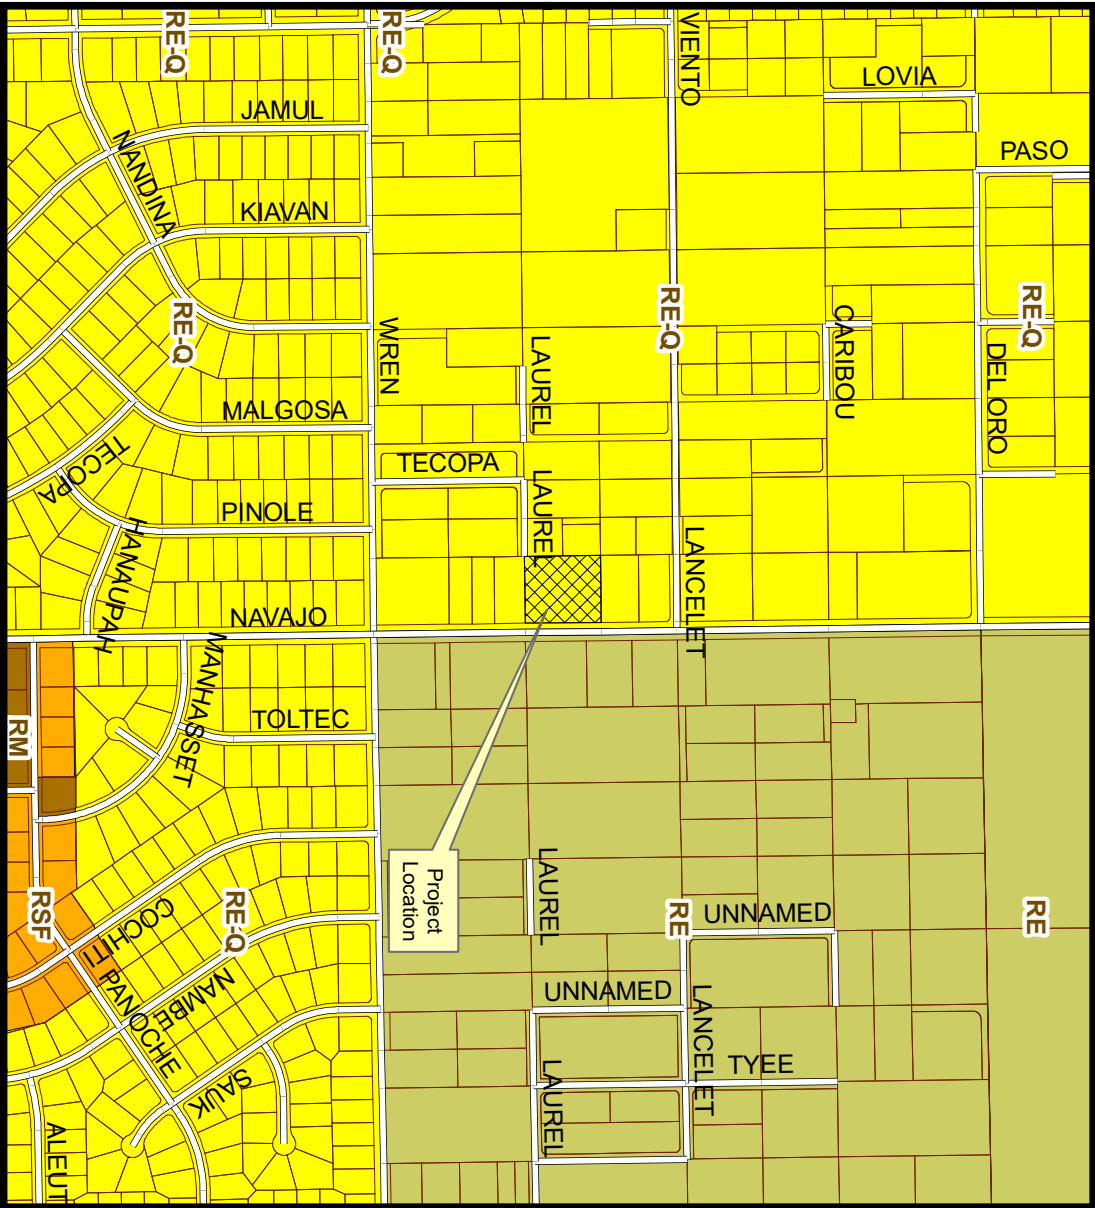 RE-Q
RE-Q
VIENTO
LOVIA
PASO
JAMUL
NANDINA
KIAVAN
RE-Q
WREN
LAUREL
RE-Q
CARIBOU
RE-Q
DEL ORO
MALGOSA
TECOPA
TECOPA
LAUREL
PINOLE
HANAUPAH
LANCELET
NAVAJO
MANHASSET
TOLTEC
RM
Project
Location
LAUREL
RSF
COCHITI
RE-Q
RE
UNNAMED
RE
PANOCHE
NAMBE
UNNAMED
LANCELET
SAUK
LAUREL
TYEE
ALEUT